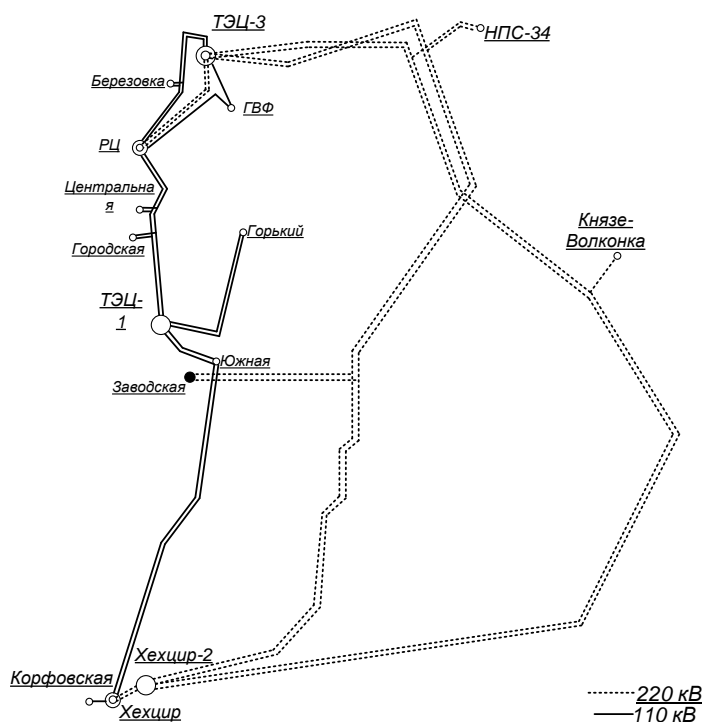 ТЭЦ-3
НПС-34
Березовка
ГВФ
РЦ
Центральна
я
Городская
Горький
Князе-
Волконка
ТЭЦ-
1
Южная
Заводская
Хехцир-2
Корфовская
Хехцир
220 кВ
110 кВ